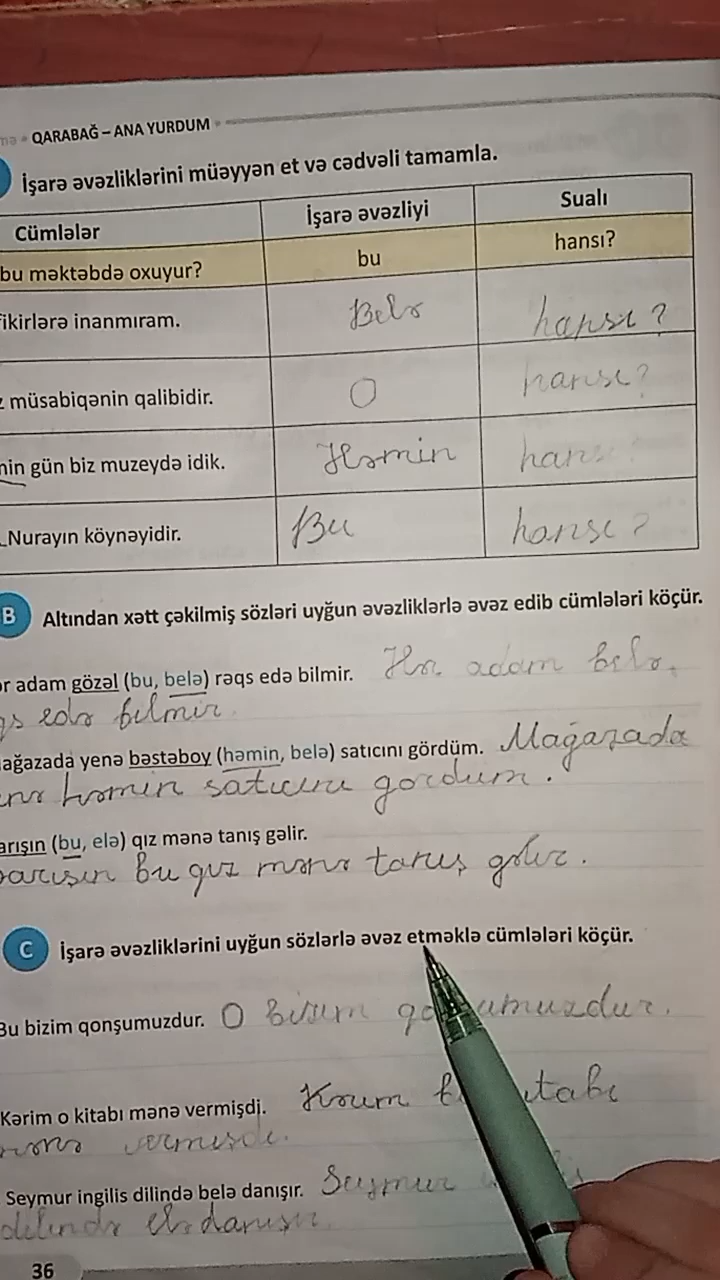 QARABAĞ – ANA YURDUM
İşarə əvəzliklərini müəyyən et və cədvəli tamamla.
Cümlələr İşarə əvəzliyi Sualı
bu məktəbdə oxuyur? bu hansı?
fikirlərə inanmıram. Belə hansı?
müsabiqənin qalibidir. O hansı?
gün biz muzeydə idik. Həmin
Nurayın köynəyidir. Bu hansı?
B Altından xətt çəkilmiş sözləri uyğun əvəzliklərlə əvəz edib cümlələri köçür.
adam gözəl (bu, belə) rəqs edə bilmir. adam belə
edə bilmir.
yenə bəstəboy (həmin, belə) satıcını gördüm. Mağazada
həmin satıcını gördüm.
(bu, elə) qız mənə tanış gəlir.
bu qız mənə tanış gəlir.
C İşarə əvəzliklərini uyğun sözlərlə əvəz etməklə cümlələri köçür.
Bu bizim qonşumuzdur. O bizim
Kərim o kitabı mənə vermişdi. Kərim
vermişdi.
Seymur ingilis dilində belə danışır. Seymur
dilində elə danışır.
36